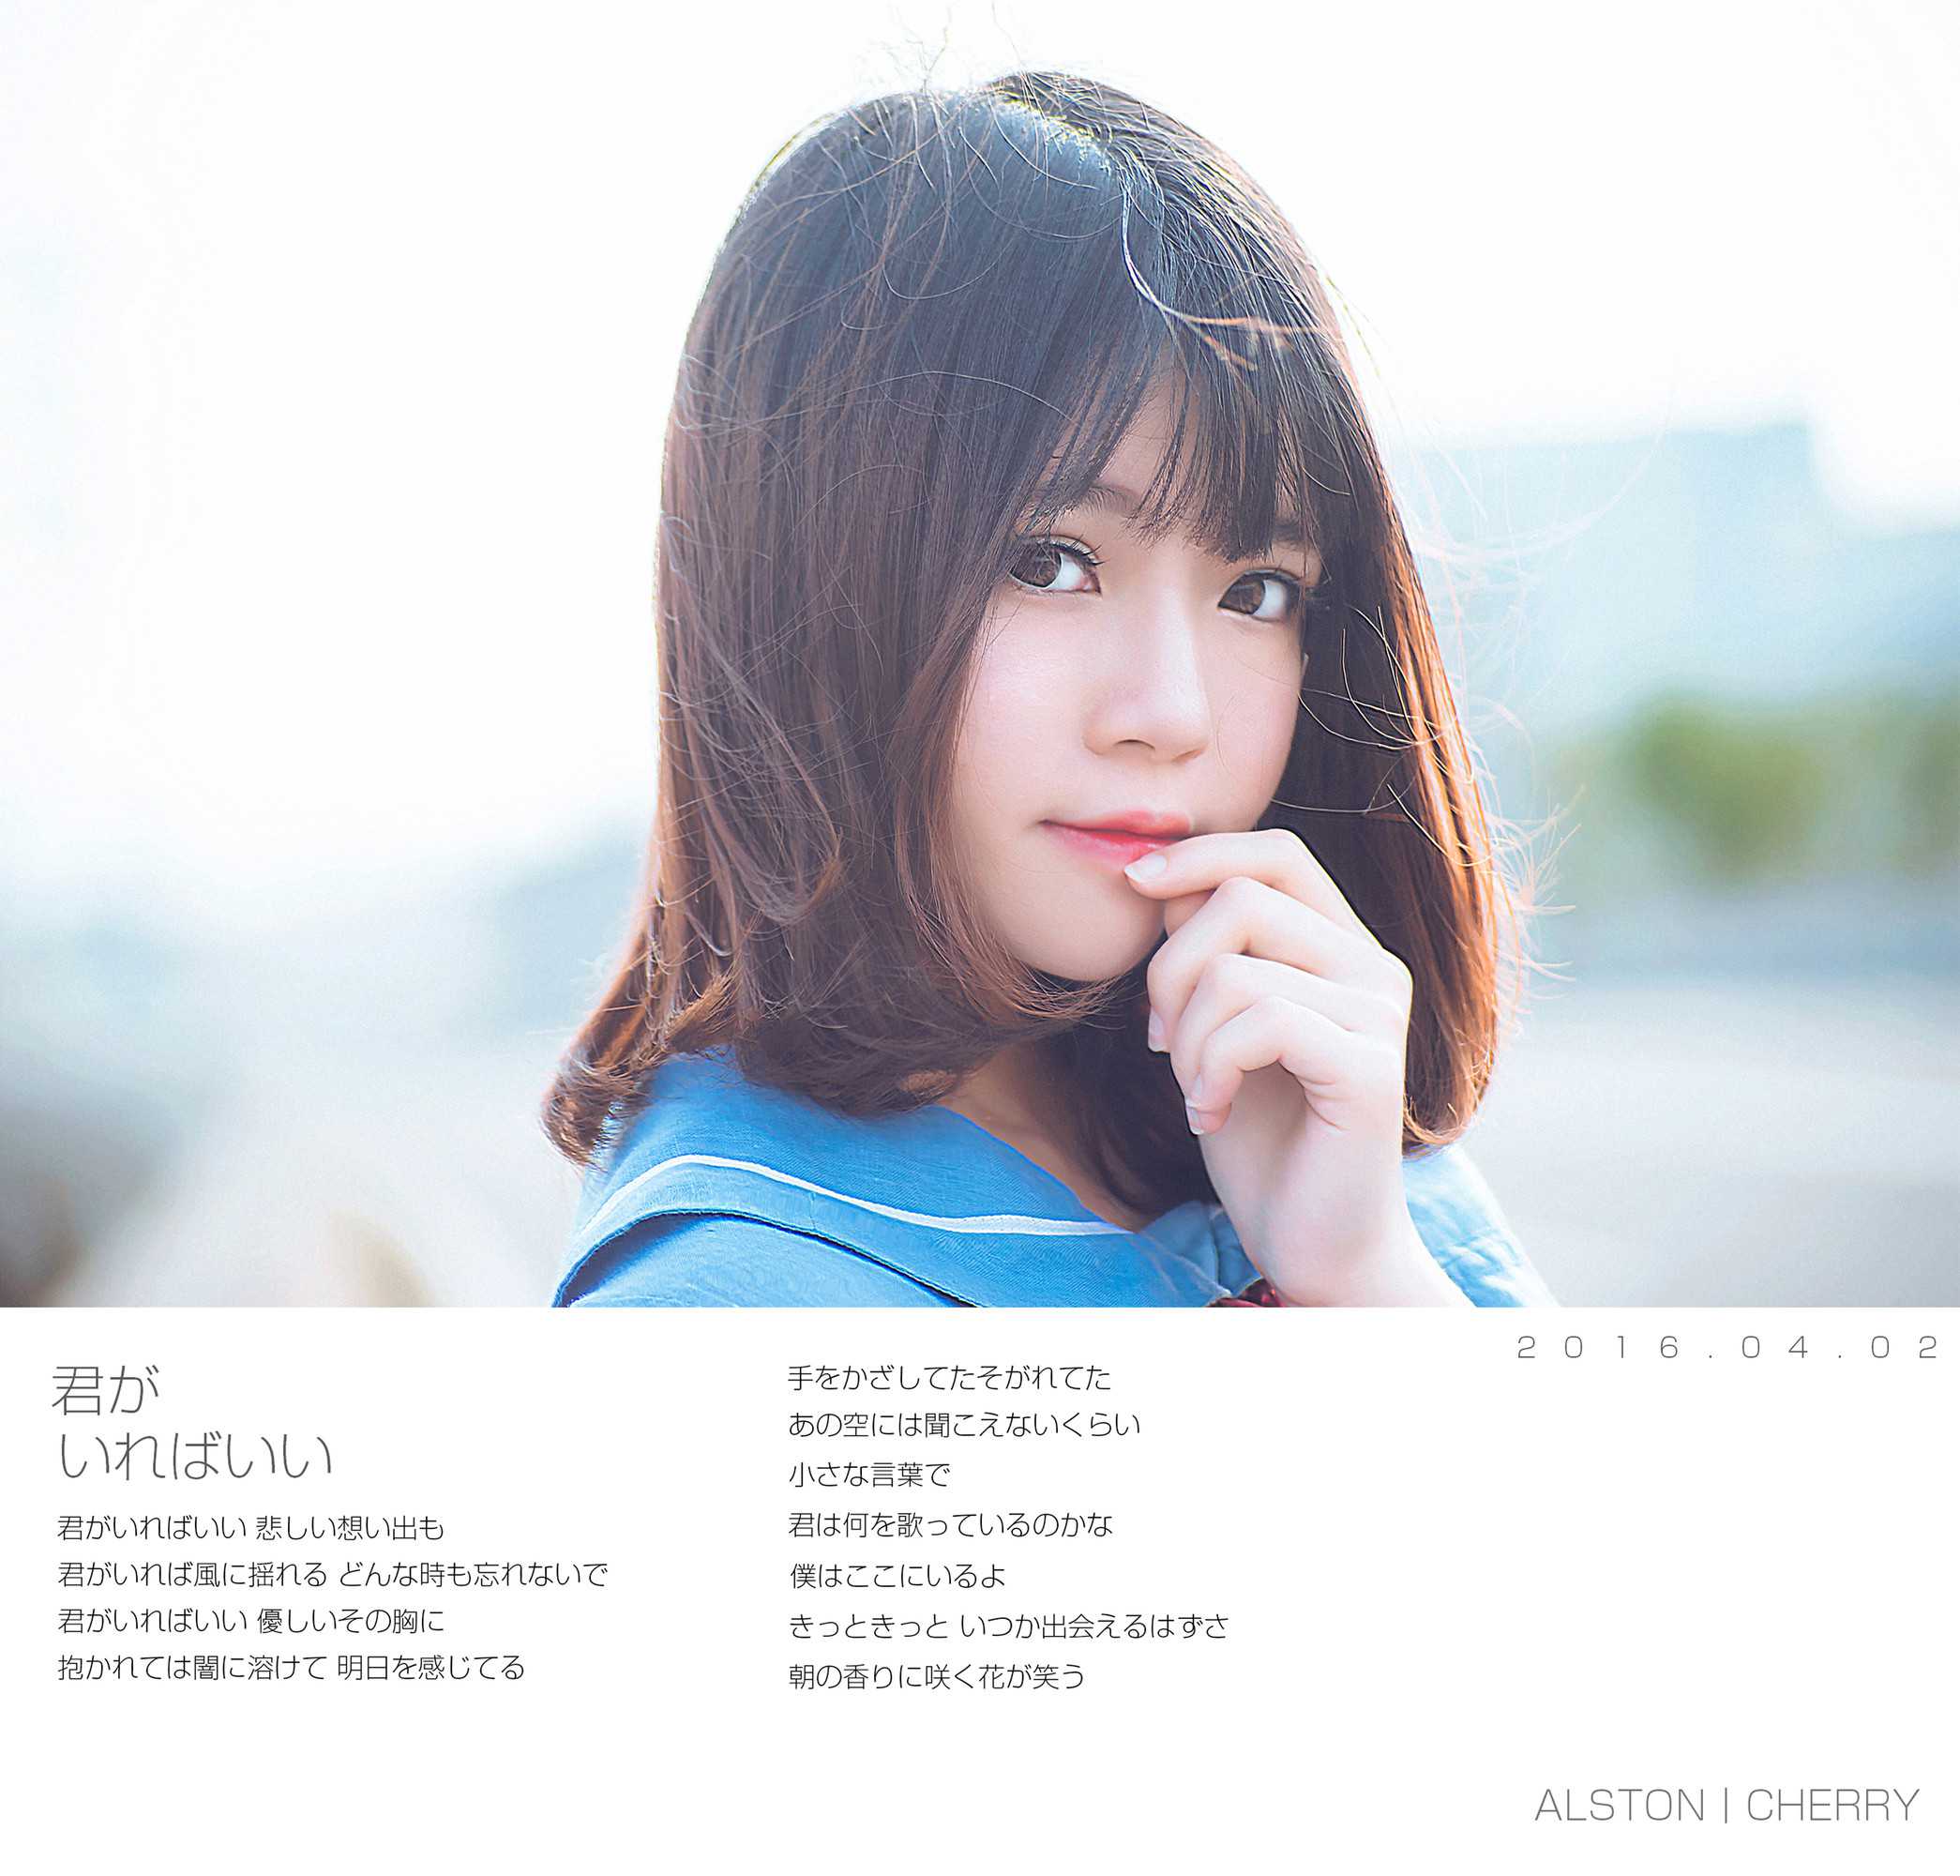 君が
いればいい
君がいればいい 悲しい想い出も
君がいれば風に揺れる どんな時も忘れないで
君がいればいい 優しいその胸に
抱かれては闇に溶けて 明日を感じてる
手をかざしてたそがれてた
あの空には聞こえないくらい
小さな言葉で
君は何を歌っているのかな
僕はここにいるよ
きっときっと いつか出会えるはずさ
朝の香りに咲く花が笑う
2016.04.02
ALSTON | CHERRY